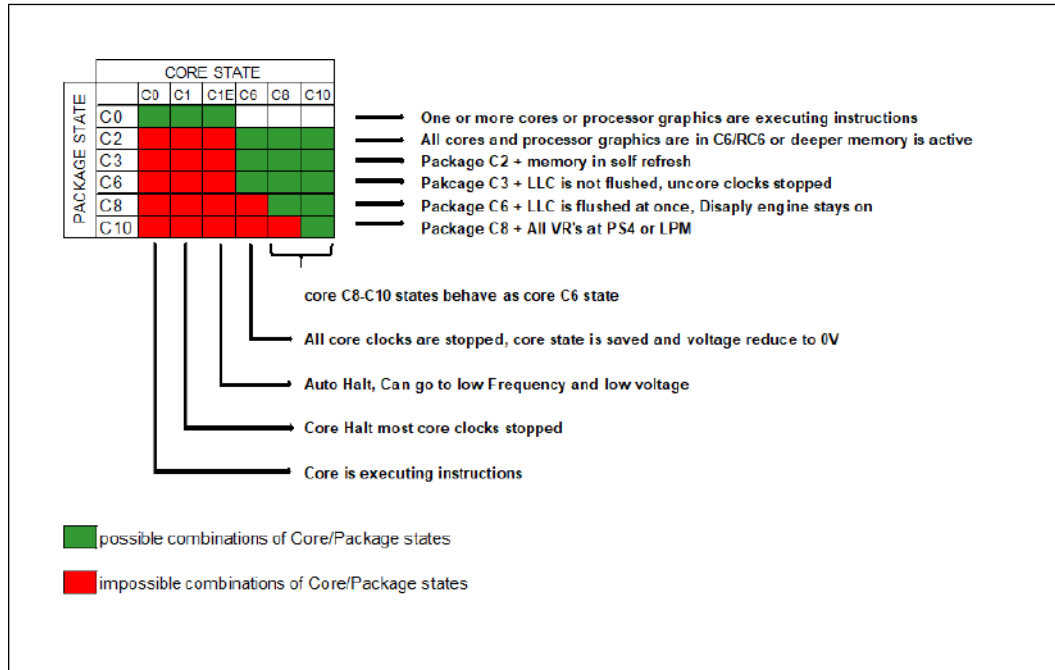 CORE STATE
C0 C1 C1E C6 C8 C10
PACKAGE STATE
C0
C2
C3
C6
C8
C10
One or more cores or processor graphics are executing instructions
All cores and processor graphics are in C6/RC6 or deeper memory is active
Package C2 + memory in self refresh
Pakcage C3 + LLC is not flushed, uncore clocks stopped
Package C6 + LLC is flushed at once, Disaply engine stays on
Package C8 + All VR's at PS4 or LPM
core C8-C10 states behave as core C6 state
All core clocks are stopped, core state is saved and voltage reduce to 0V
Auto Halt, Can go to low Frequency and low voltage
Core Halt most core clocks stopped
Core is executing instructions
possible combinations of Core/Package states
impossible combinations of Core/Package states